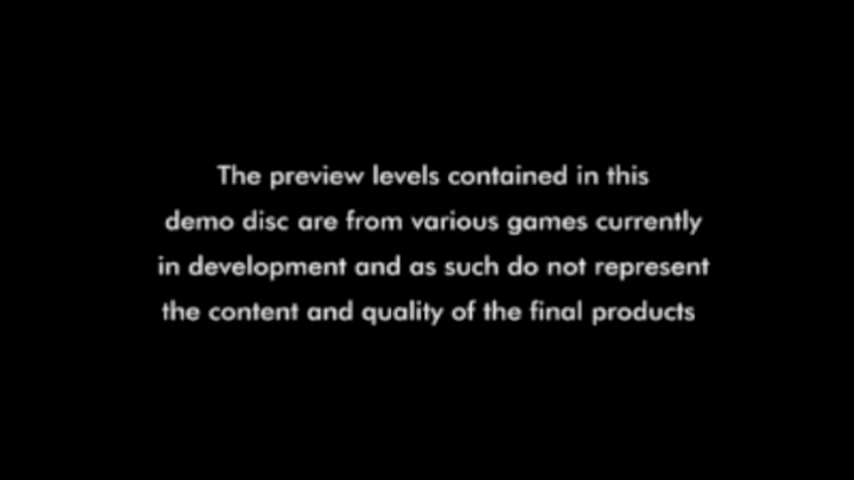 The preview levels contained in this
demo disc are from various games currently
in development and as such do not represent
the content and quality of the final products